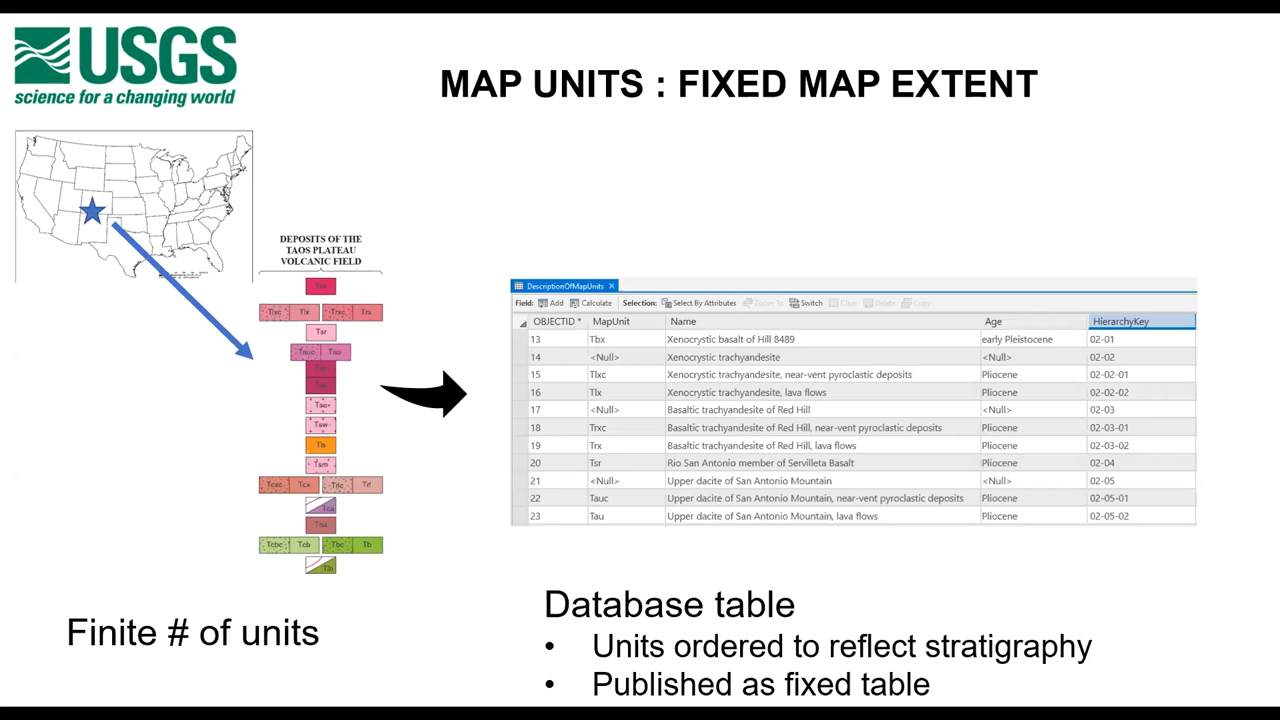 USGS
science for a changing world
MAP UNITS : FIXED MAP EXTENT
DEPOSITS OF THE
TAOS PLATEAU
VOLCANIC FIELD
Tlxc Tlx Trxc Trx
Tsr
Tauc Tau
Tsw
Tls
Tsm
Tcxc Tcx Trlc Trl
Tca
Tna
Tcbc Tcb Tbc Tb
DescriptionOfMapUnits ×
Field: Add Calculate Selection: Select By Attributes Zoom To Switch Clear Delete Copy
OBJECTID * MapUnit Name Age HierarchyKey
13 Tbx Xenocrystic basalt of Hill 8489 early Pleistocene 02-01
14 <Null> Xenocrystic trachyandesite <Null> 02-02
15 Tlxc Xenocrystic trachyandesite, near-vent pyroclastic deposits Pliocene 02-02-01
16 Tlx Xenocrystic trachyandesite, lava flows Pliocene 02-02-02
17 <Null> Basaltic trachyandesite of Red Hill <Null> 02-03
18 Trxc Basaltic trachyandesite of Red Hill, near-vent pyroclastic deposits Pliocene 02-03-01
19 Trx Basaltic trachyandesite of Red Hill, lava flows Pliocene 02-03-02
20 Tsr Rio San Antonio member of Servilleta Basalt Pliocene 02-04
21 <Null> Upper dacite of San Antonio Mountain <Null> 02-05
22 Tauc Upper dacite of San Antonio Mountain, near-vent pyroclastic deposits Pliocene 02-05-01
23 Tau Upper dacite of San Antonio Mountain, lava flows Pliocene 02-05-02
Finite # of units
Database table
• Units ordered to reflect stratigraphy
• Published as fixed table